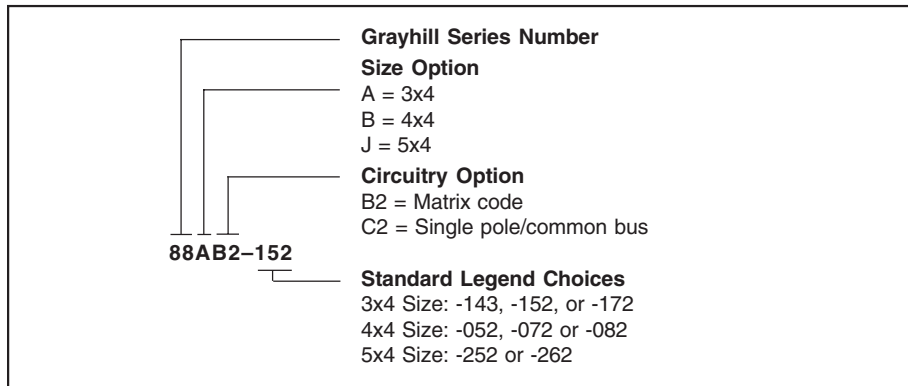 Grayhill Series Number
Size Option
A = 3x4
B = 4x4
J = 5x4
Circuitry Option
B2 = Matrix code
C2 = Single pole/common bus
88AB2–152
Standard Legend Choices
3x4 Size: -143, -152, or -172
4x4 Size: -052, -072 or -082
5x4 Size: -252 or -262